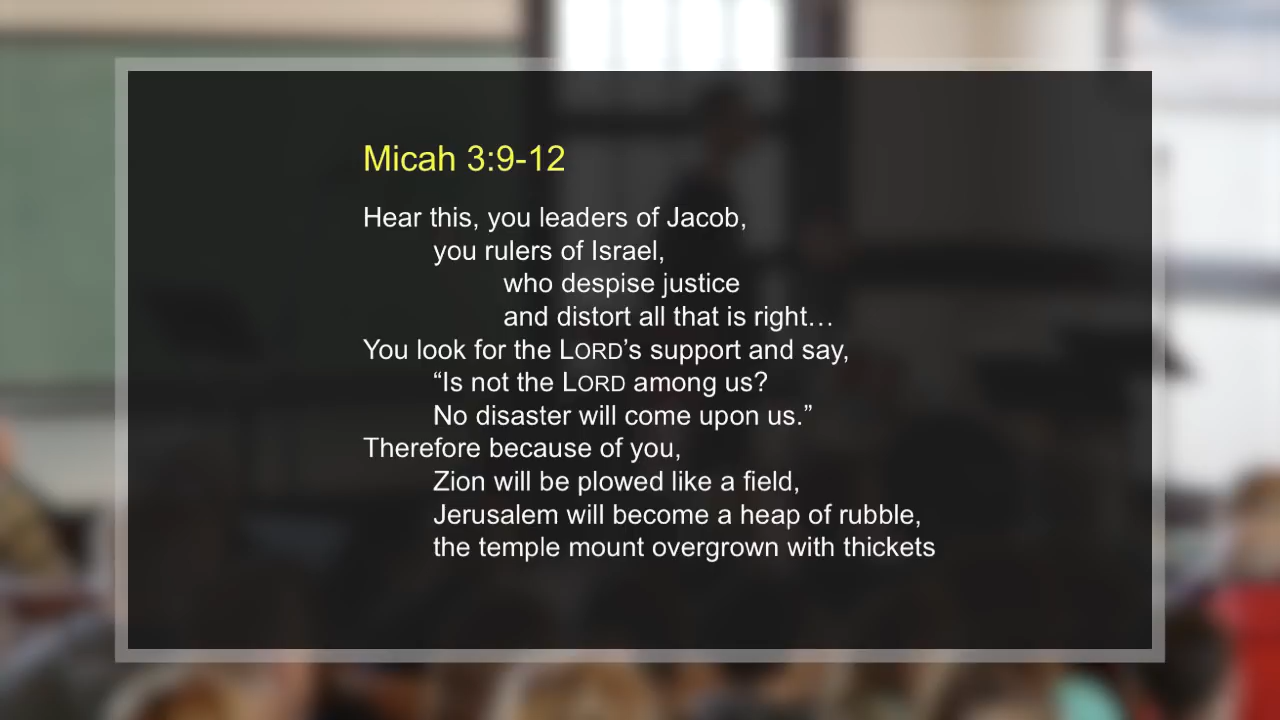 Micah 3:9-12
Hear this, you leaders of Jacob,
you rulers of Israel,
who despise justice
and distort all that is right…
You look for the LORD’s support and say,
“Is not the LORD among us?
No disaster will come upon us.”
Therefore because of you,
Zion will be plowed like a field,
Jerusalem will become a heap of rubble,
the temple mount overgrown with thickets